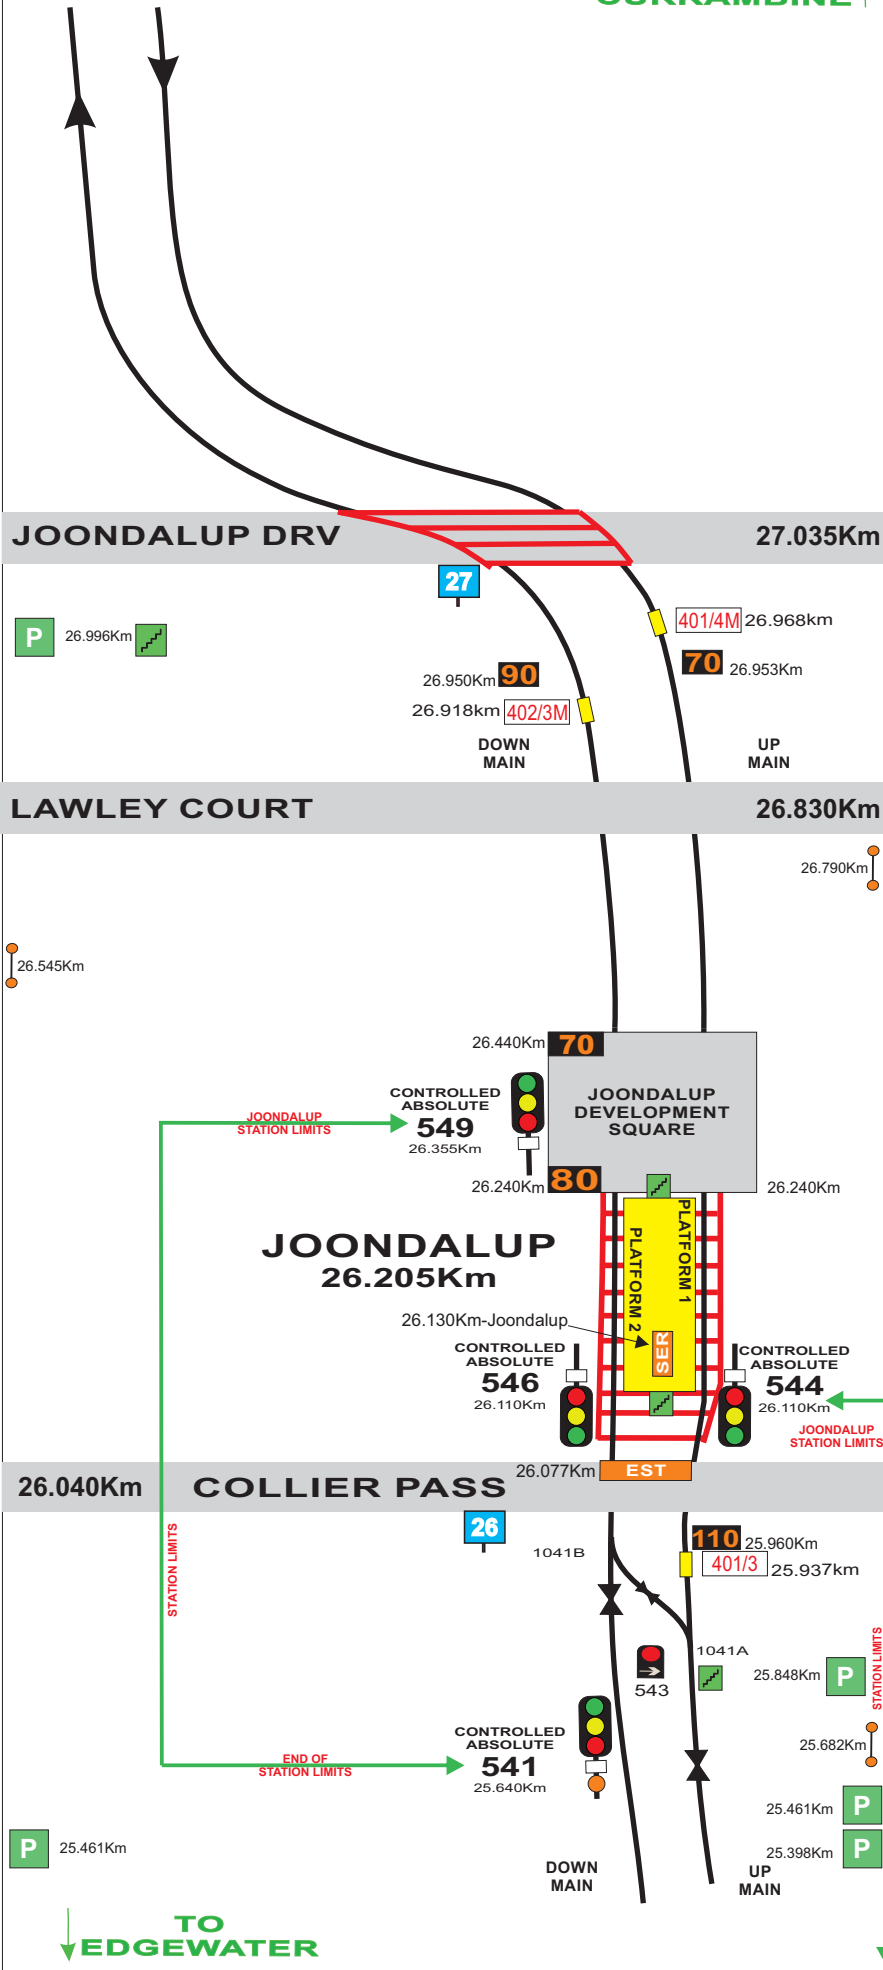 CURRAMBINE
JOONDALUP DRV
27.035Km
27
P
26.996Km
401/4M
26.968km
70
26.953Km
26.950Km
90
26.918km
402/3M
DOWN
MAIN
UP
MAIN
LAWLEY COURT
26.830Km
26.790Km
26.545Km
26.440Km
70
JOONDALUP
DEVELOPMENT
SQUARE
CONTROLLED
ABSOLUTE
549
26.355Km
JOONDALUP
STATION LIMITS
26.240Km
80
26.240Km
JOONDALUP
26.205Km
PLATFORM 1
PLATFORM 2
26.130Km-Joondalup
SER
CONTROLLED
ABSOLUTE
546
26.110Km
CONTROLLED
ABSOLUTE
544
26.110Km
JOONDALUP
STATION LIMITS
26.077Km
EST
26.040Km
COLLIER PASS
26
1041B
110
25.960Km
401/3
25.937km
STATION LIMITS
1041A
543
25.848Km
P
STATION LIMITS
25.682Km
CONTROLLED
ABSOLUTE
541
25.640Km
END OF
STATION LIMITS
25.461Km
P
P
25.461Km
25.398Km
P
DOWN
MAIN
UP
MAIN
TO
EDGEWATER